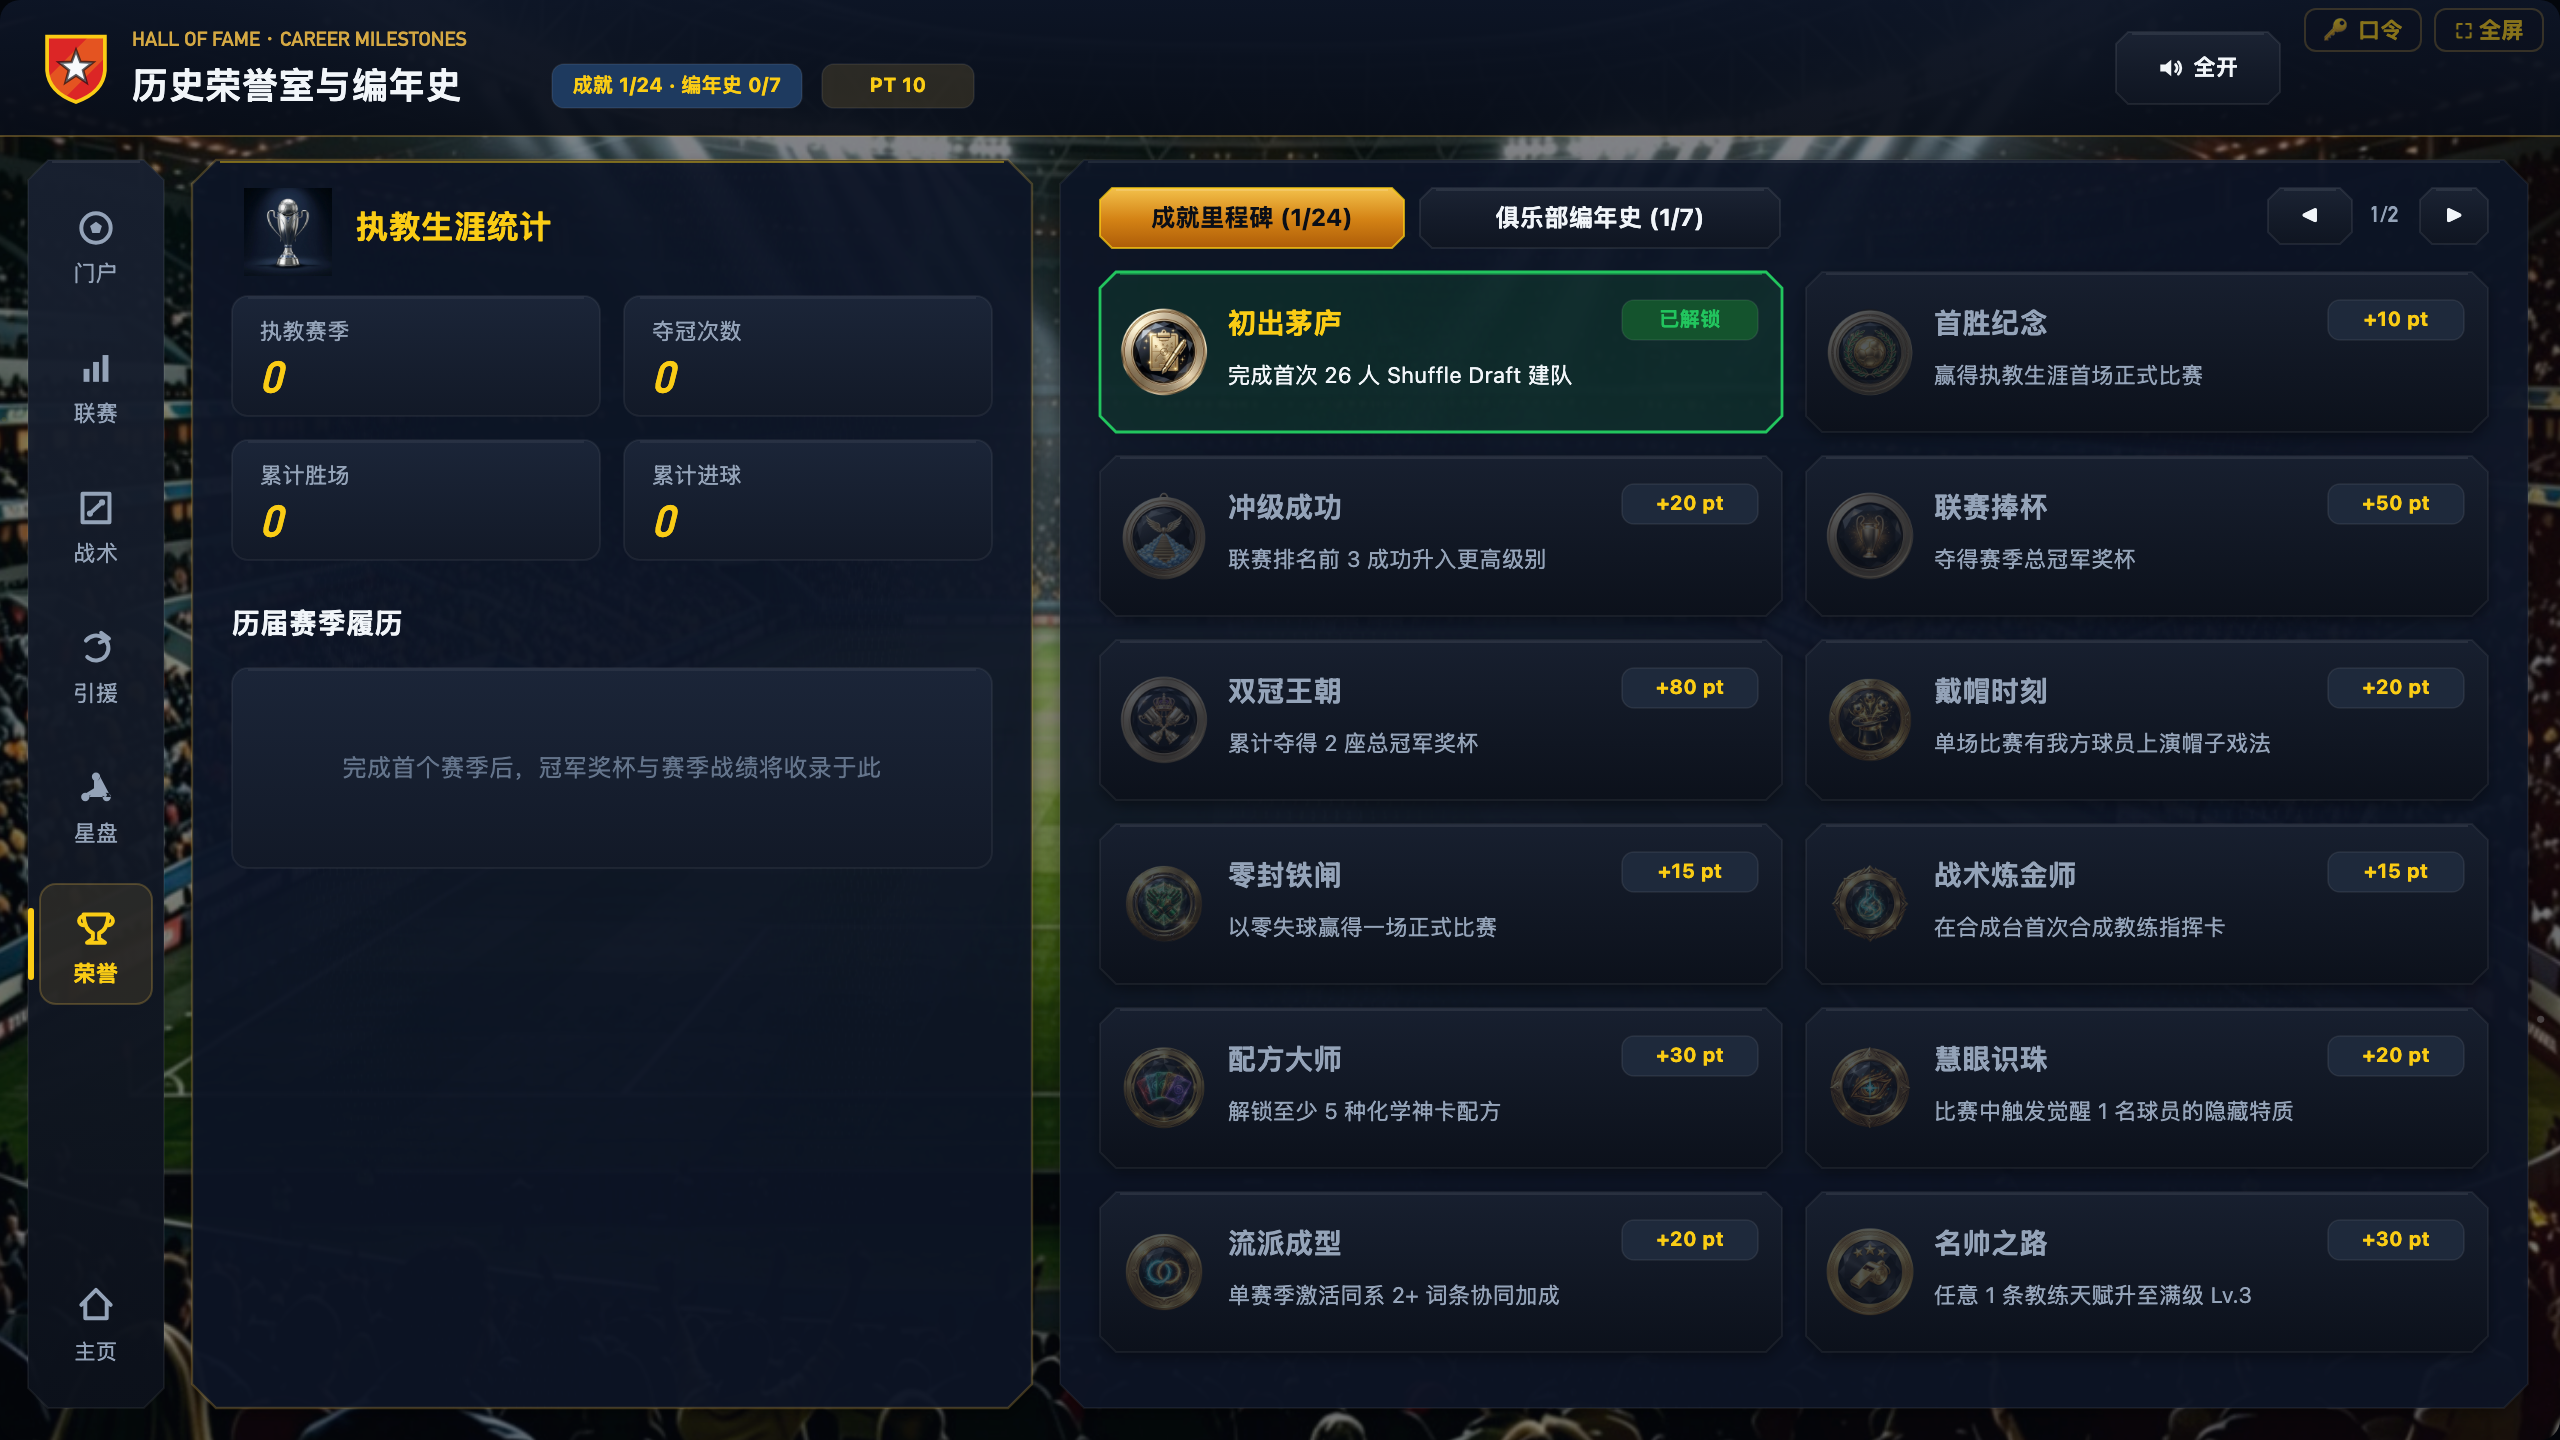 HALL OF FAME · CAREER MILESTONES
历史荣誉室与编年史
成就 1/24 · 编年史 0/7
PT 10
全开
口令
全屏
门户
联赛
战术
引援
星盘
荣誉
主页
执教生涯统计
执教赛季
0
夺冠次数
0
累计胜场
0
累计进球
0
历届赛季履历
完成首个赛季后，冠军奖杯与赛季战绩将收录于此
成就里程碑 (1/24)
俱乐部编年史 (1/7)
1/2
初出茅庐
已解锁
完成首次 26 人 Shuffle Draft 建队
首胜纪念
+10 pt
赢得执教生涯首场正式比赛
冲级成功
+20 pt
联赛排名前 3 成功升入更高级别
联赛捧杯
+50 pt
夺得赛季总冠军奖杯
双冠王朝
+80 pt
累计夺得 2 座总冠军奖杯
戴帽时刻
+20 pt
单场比赛有我方球员上演帽子戏法
零封铁闸
+15 pt
以零失球赢得一场正式比赛
战术炼金师
+15 pt
在合成台首次合成教练指挥卡
配方大师
+30 pt
解锁至少 5 种化学神卡配方
慧眼识珠
+20 pt
比赛中触发觉醒 1 名球员的隐藏特质
流派成型
+20 pt
单赛季激活同系 2+ 词条协同加成
名帅之路
+30 pt
任意 1 条教练天赋升至满级 Lv.3